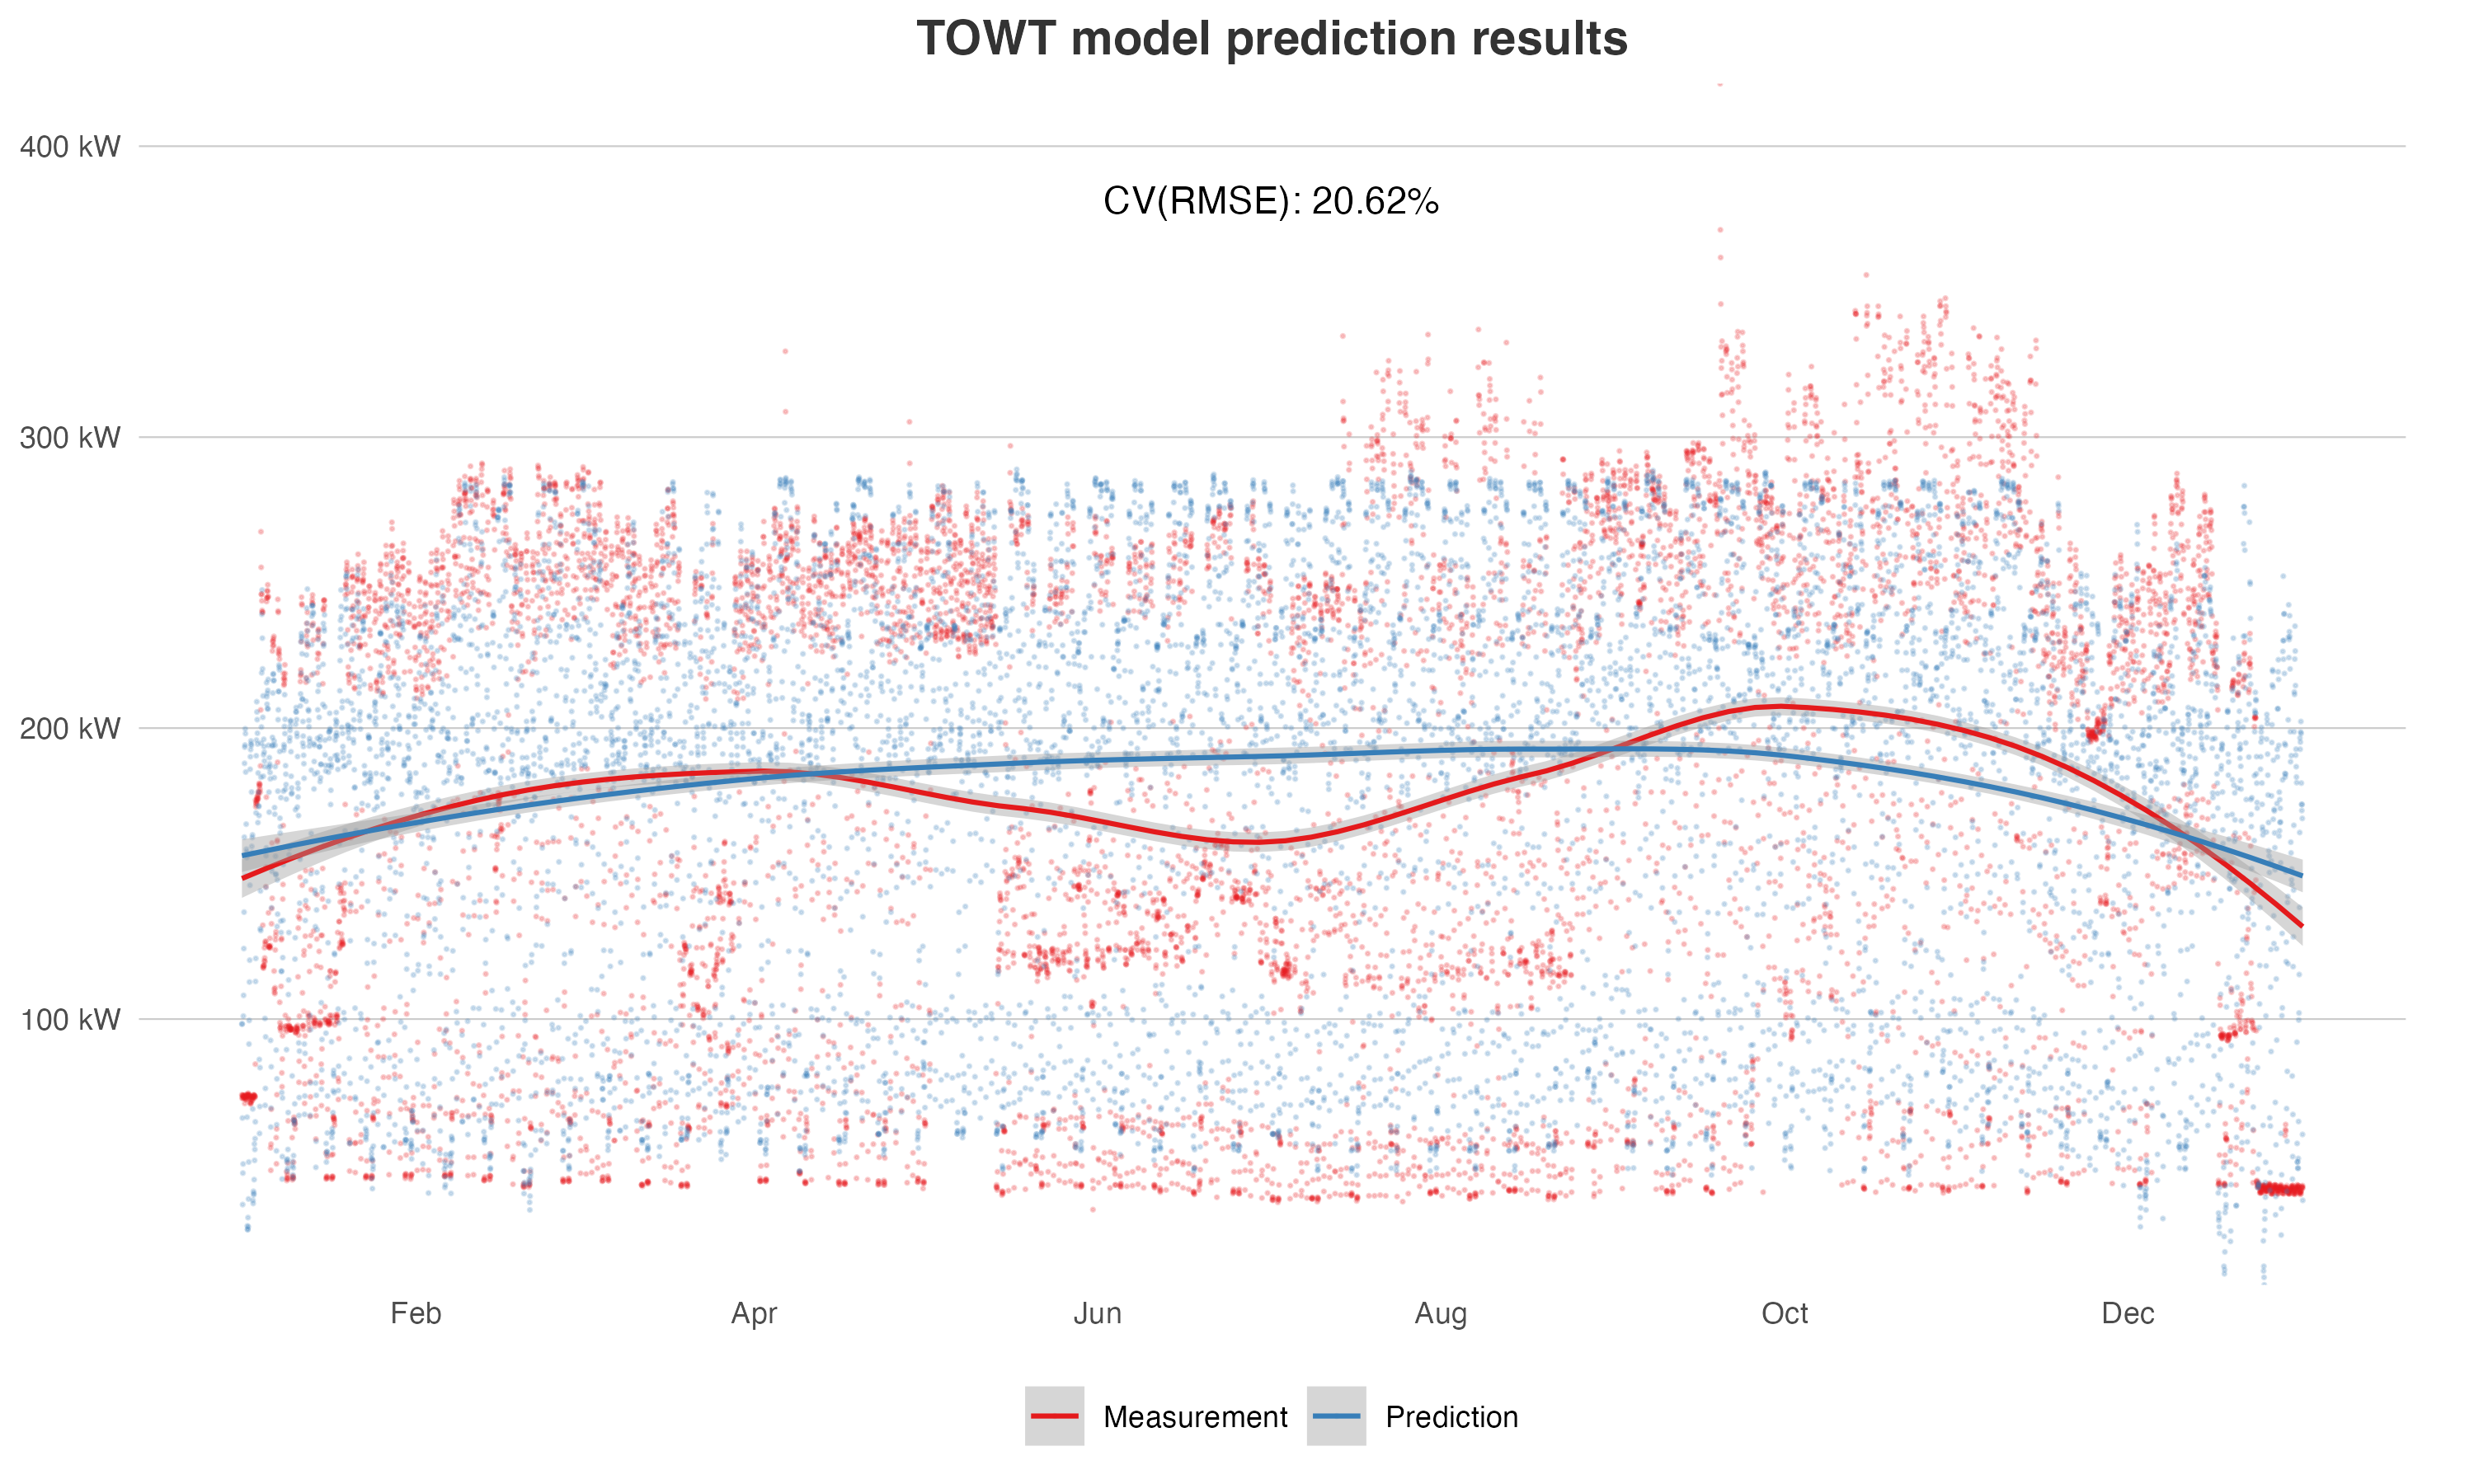 TOWT model prediction results
400 kW
CV(RMSE): 20.62%
300 kW
200 kW
100 kW
Feb Apr Jun Aug Oct Dec
Measurement Prediction